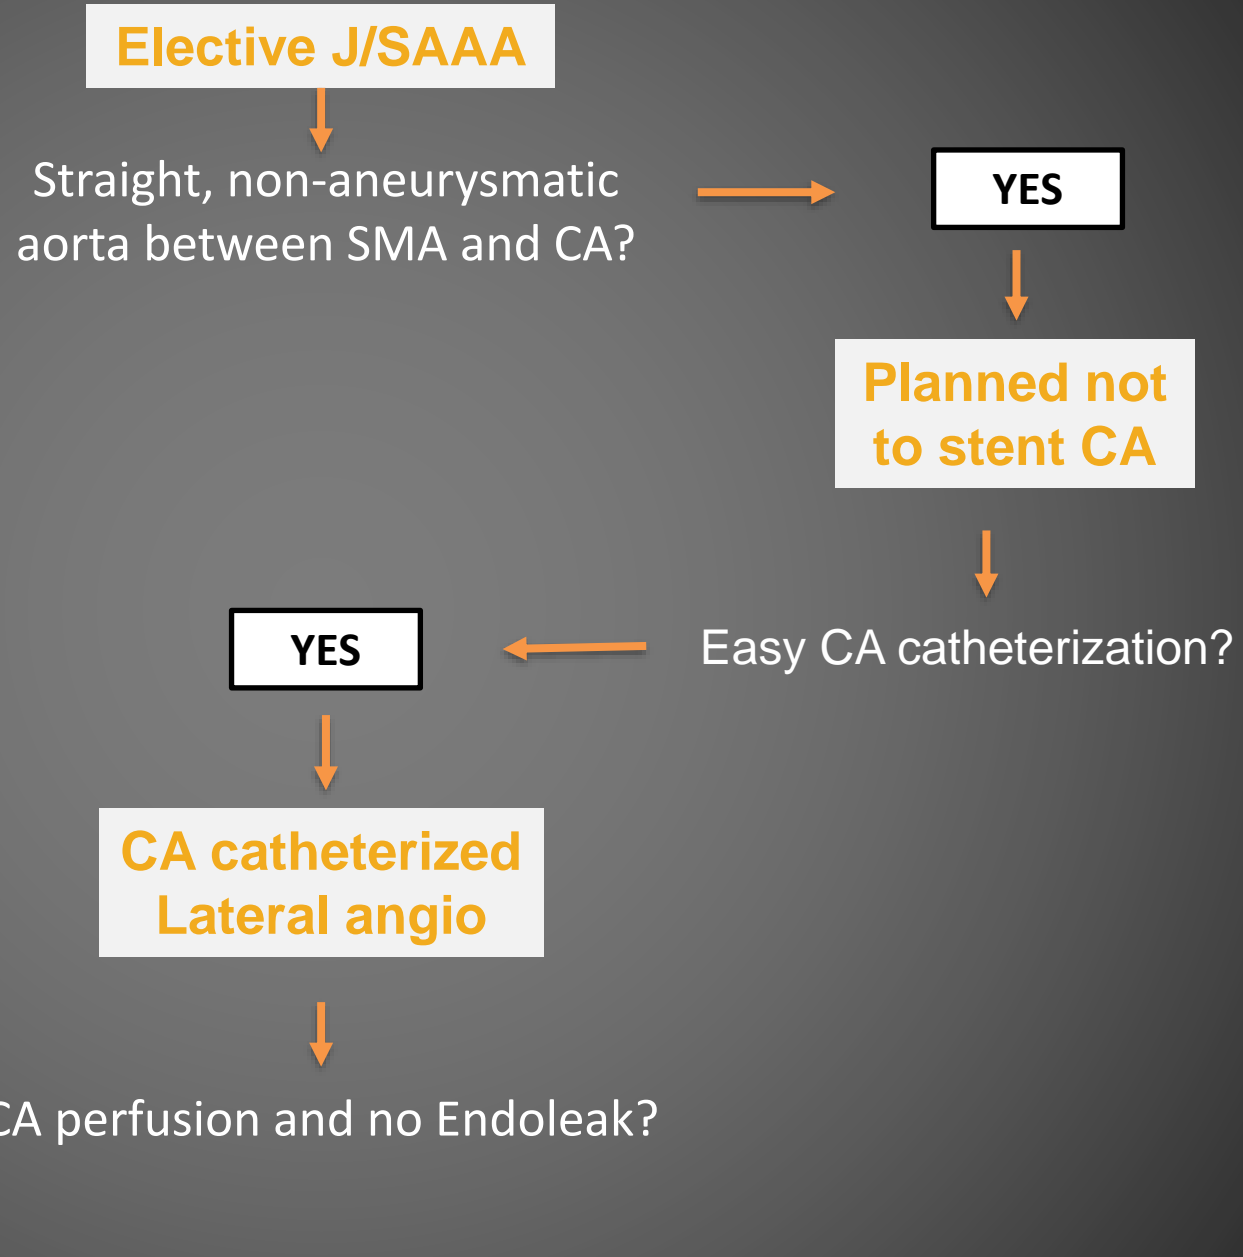 Elective J/SAAA
Straight, non-aneurysmatic
aorta between SMA and CA?
YES
Planned not
to stent CA
Easy CA catheterization?
YES
CA catheterized
Lateral angio
CA perfusion and no Endoleak?